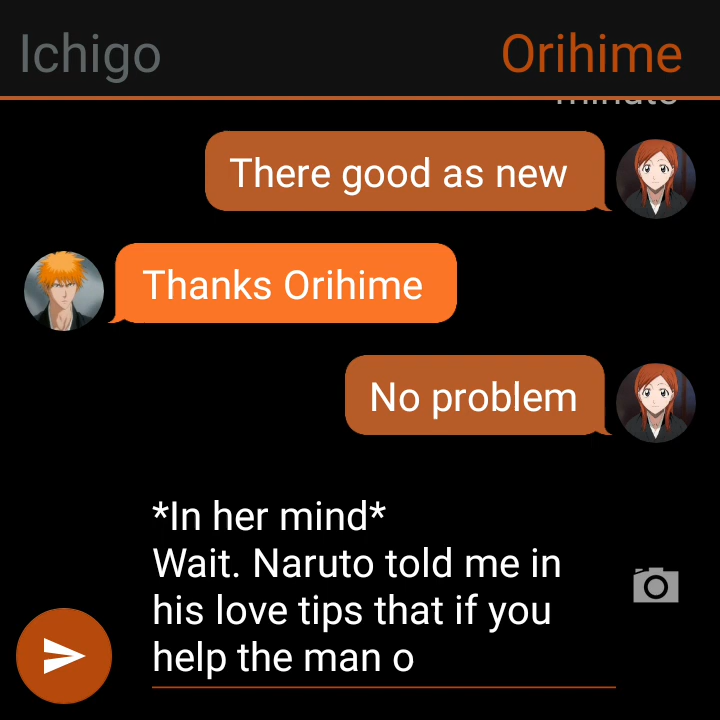 Ichigo Orihime
There good as new
Thanks Orihime
No problem
*In her mind*
Wait. Naruto told me in
his love tips that if you
help the man o